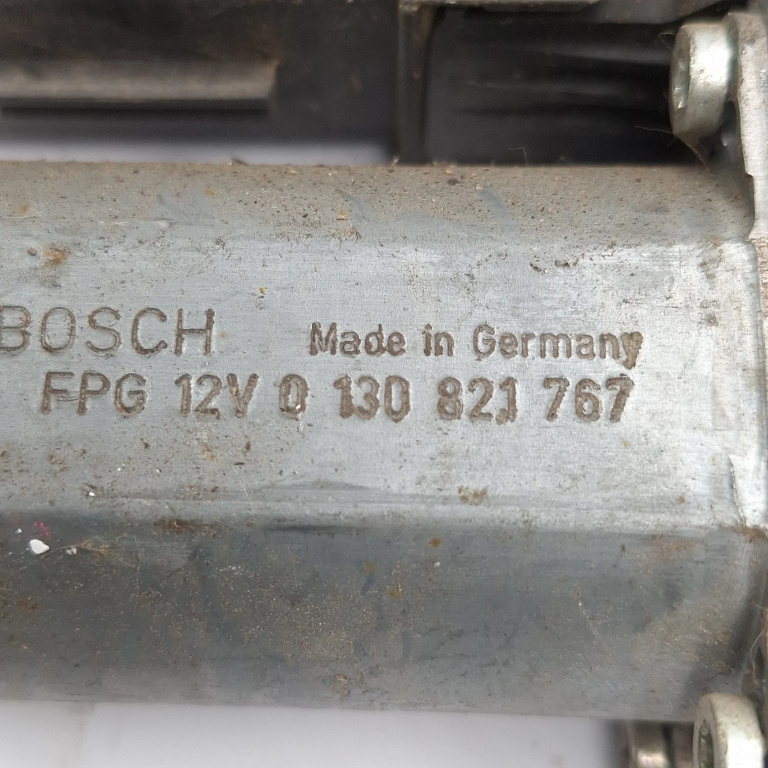 BOSCH Made in Germany
FPG 12V 0 130 821 767